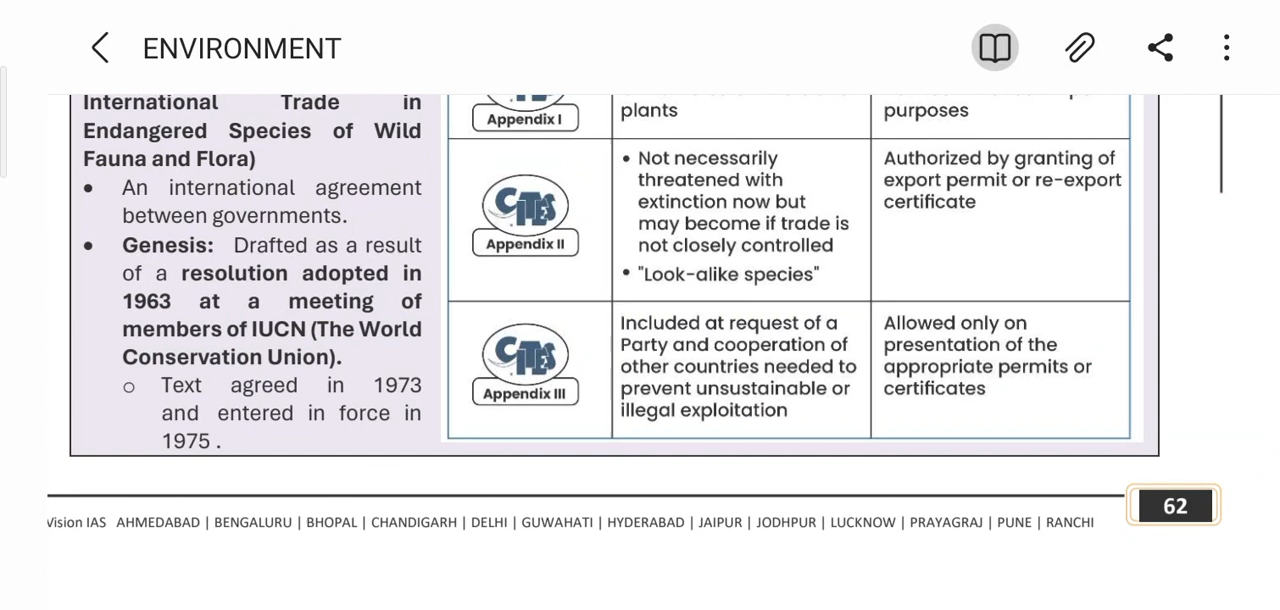 ENVIRONMENT
International Trade in
Endangered Species of Wild
Fauna and Flora)
• An international agreement
between governments.
• Genesis: Drafted as a result
of a resolution adopted in
1963 at a meeting of
members of IUCN (The World
Conservation Union).
o Text agreed in 1973
and entered in force in
1975 .
Appendix I
plants
purposes
CITES
Appendix II
• Not necessarily
threatened with
extinction now but
may become if trade is
not closely controlled
• "Look-alike species"
Authorized by granting of
export permit or re-export
certificate
CITES
Appendix III
Included at request of a
Party and cooperation of
other countries needed to
prevent unsustainable or
illegal exploitation
Allowed only on
presentation of the
appropriate permits or
certificates
62
Vision IAS AHMEDABAD | BENGALURU | BHOPAL | CHANDIGARH | DELHI | GUWAHATI | HYDERABAD | JAIPUR | JODHPUR | LUCKNOW | PRAYAGRAJ | PUNE | RANCHI